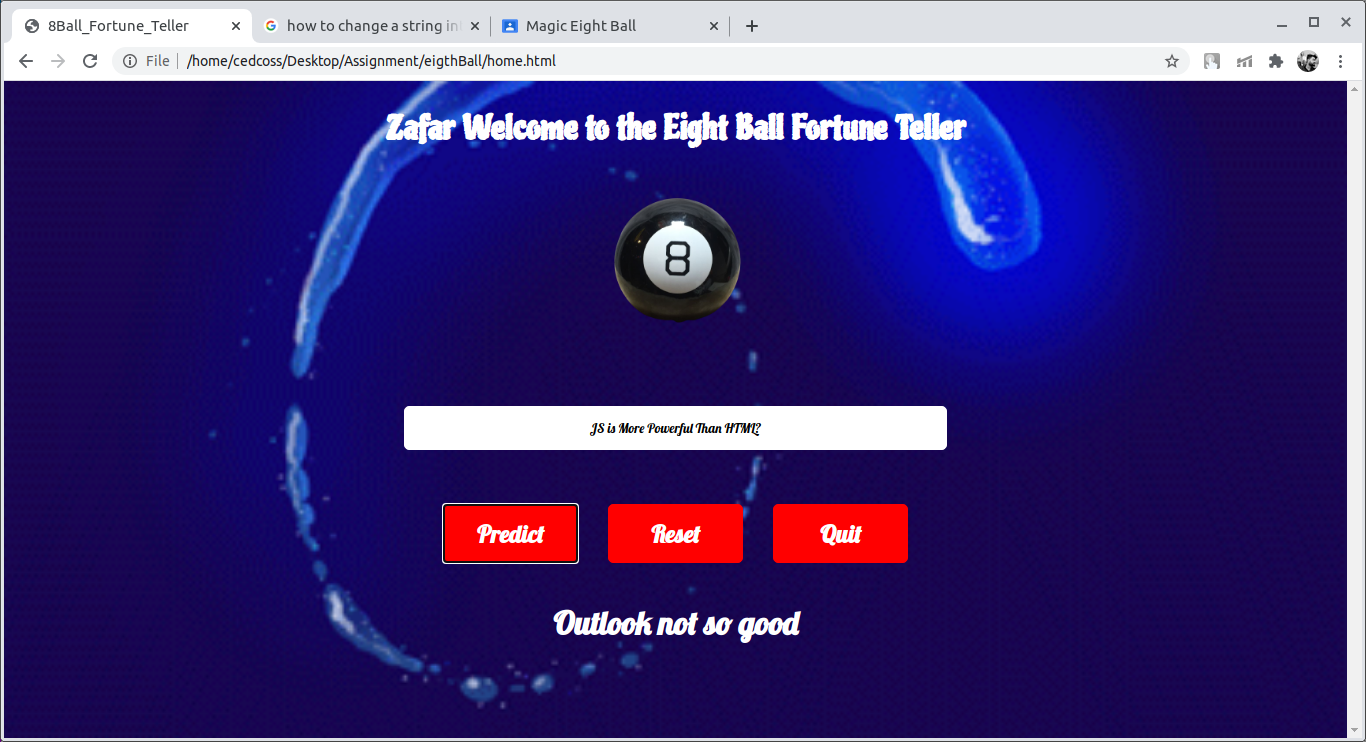 8Ball_Fortune_Teller
how to change a string in
Magic Eight Ball
File
/home/cedcoss/Desktop/Assignment/eigthBall/home.html
Zafar Welcome to the Eight Ball Fortune Teller
8
JS is More Powerful Than HTML?
Predict
Reset
Quit
Outlook not so good